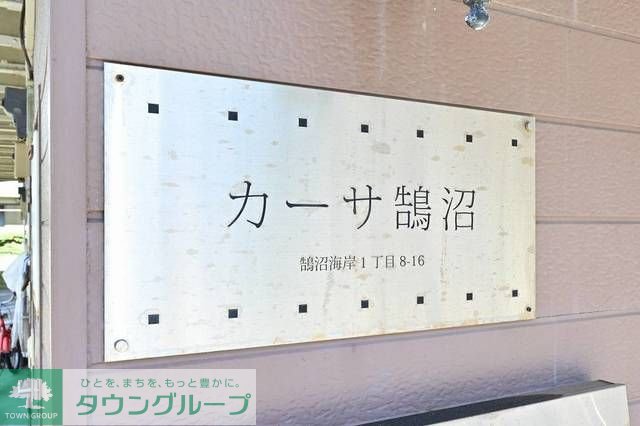 カーサ鵠沼
鵠沼海岸1丁目8-16
ひとを、まちを、もっと豊かに。
タウングループ
TOWN GROUP